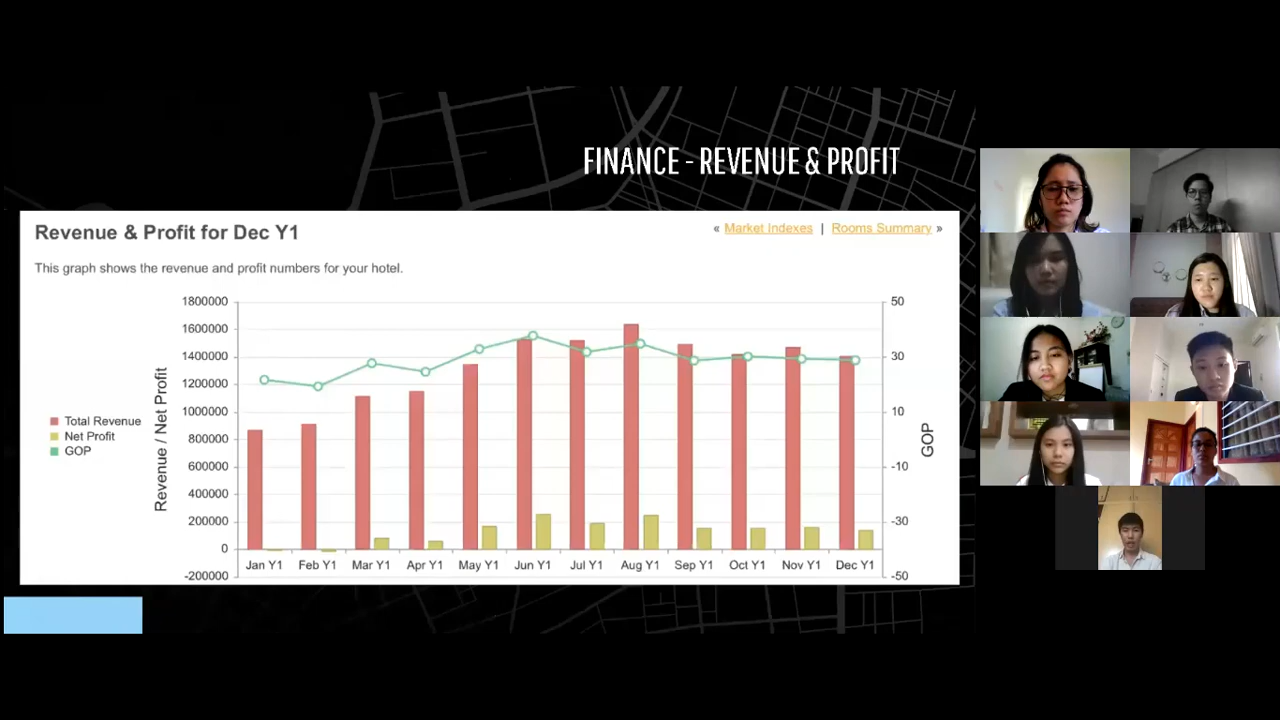 FINANCE - REVENUE & PROFIT
Revenue & Profit for Dec Y1
« Market Indexes | Rooms Summary »
This graph shows the revenue and profit numbers for your hotel.
Total Revenue
Net Profit
GOP
Revenue / Net Profit
1800000
1600000
1400000
1200000
1000000
800000
600000
400000
200000
0
-200000
50
30
10
-10
-30
-50
GOP
Jan Y1 Feb Y1 Mar Y1 Apr Y1 May Y1 Jun Y1 Jul Y1 Aug Y1 Sep Y1 Oct Y1 Nov Y1 Dec Y1